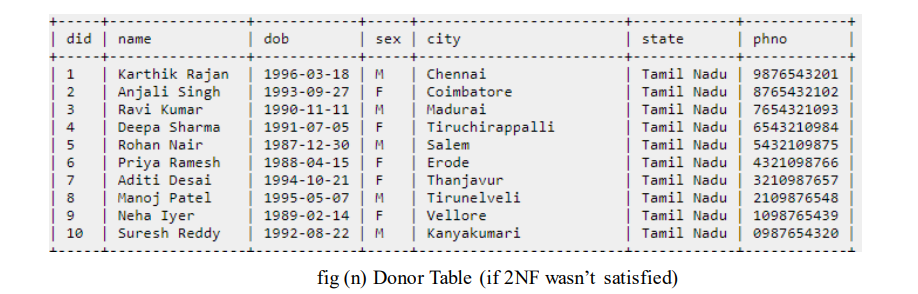 +-----+---------------+------------+-----+-----------------+------------+------------+
| did | name | dob | sex | city | state | phno |
+-----+---------------+------------+-----+-----------------+------------+------------+
| 1 | Karthik Rajan | 1996-03-18 | M | Chennai | Tamil Nadu | 9876543201 |
| 2 | Anjali Singh | 1993-09-27 | F | Coimbatore | Tamil Nadu | 8765432102 |
| 3 | Ravi Kumar | 1990-11-11 | M | Madurai | Tamil Nadu | 7654321093 |
| 4 | Deepa Sharma | 1991-07-05 | F | Tiruchirappalli | Tamil Nadu | 6543210984 |
| 5 | Rohan Nair | 1987-12-30 | M | Salem | Tamil Nadu | 5432109875 |
| 6 | Priya Ramesh | 1988-04-15 | F | Erode | Tamil Nadu | 4321098766 |
| 7 | Aditi Desai | 1994-10-21 | F | Thanjavur | Tamil Nadu | 3210987657 |
| 8 | Manoj Patel | 1995-05-07 | M | Tirunelveli | Tamil Nadu | 2109876548 |
| 9 | Neha Iyer | 1989-02-14 | F | Vellore | Tamil Nadu | 1098765439 |
| 10 | Suresh Reddy | 1992-08-22 | M | Kanyakumari | Tamil Nadu | 0987654320 |
+-----+---------------+------------+-----+-----------------+------------+------------+
fig (n) Donor Table (if 2NF wasn't satisfied)